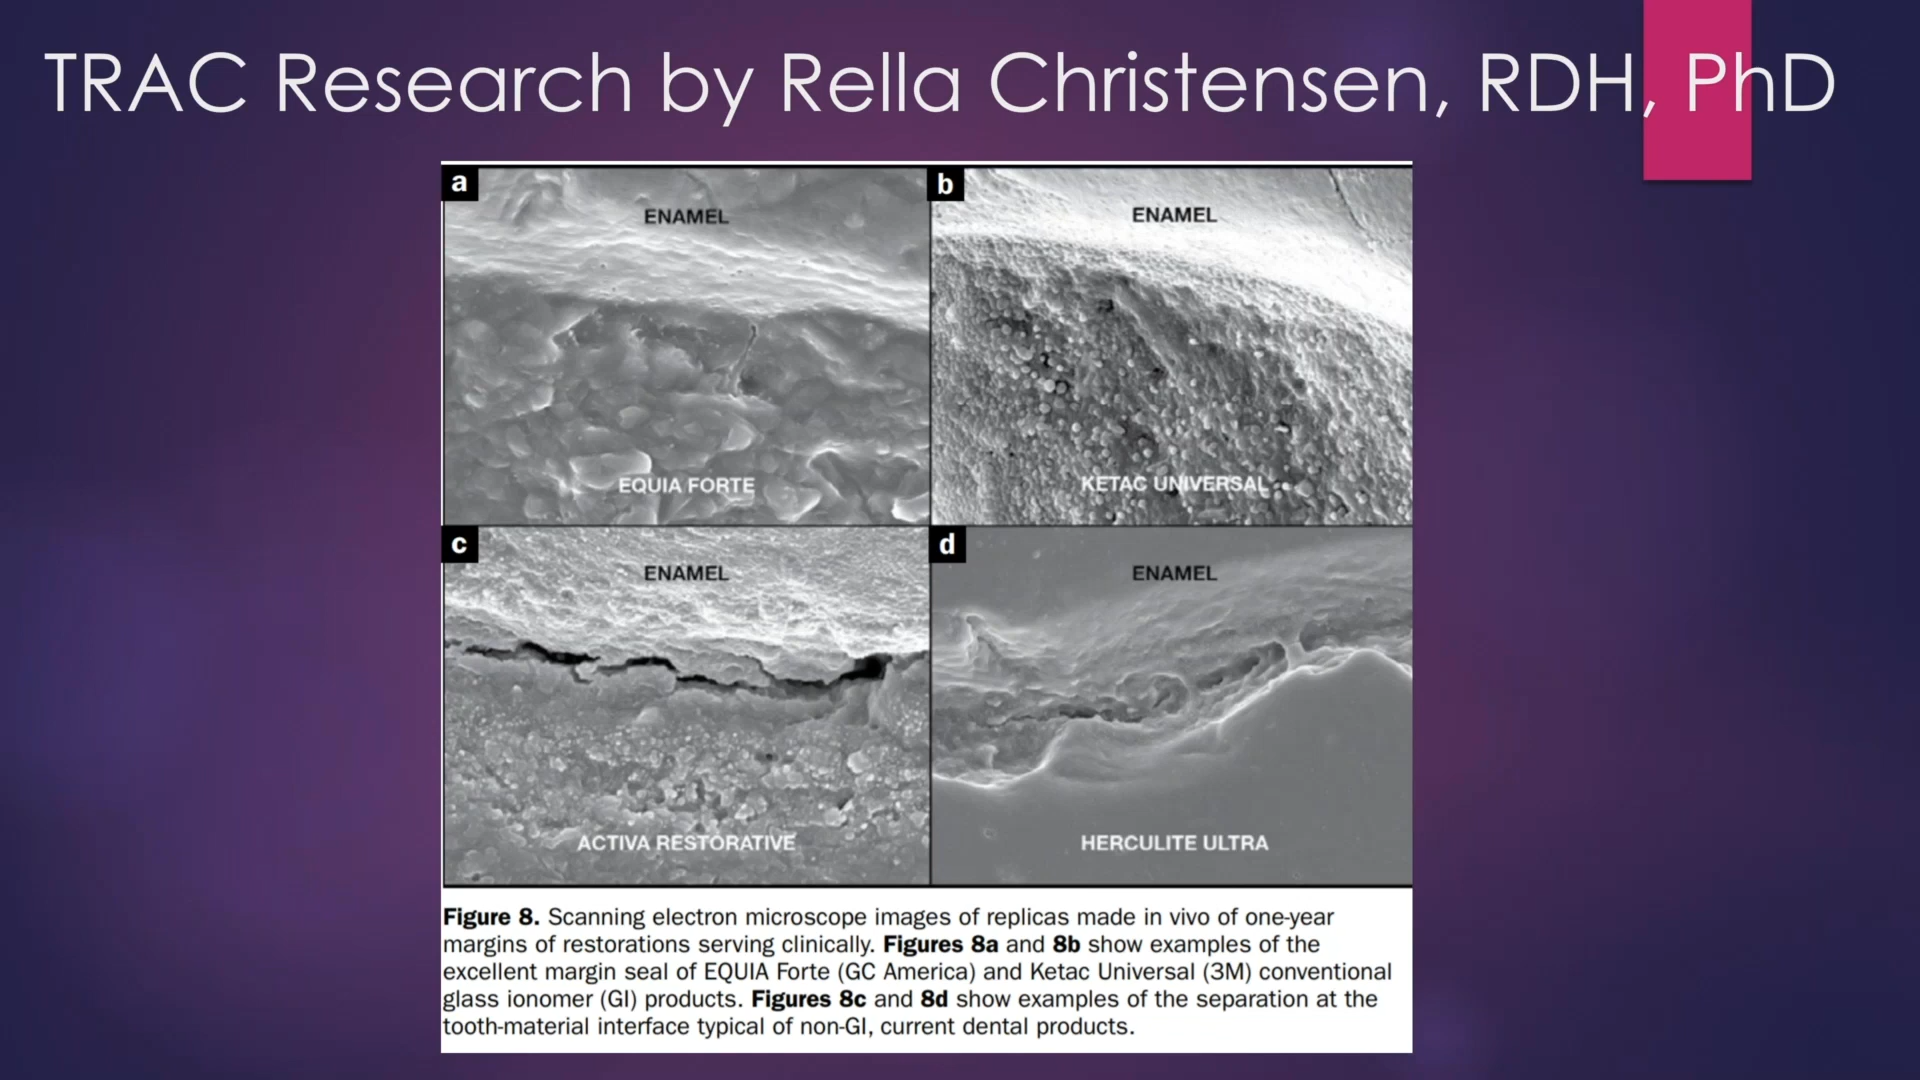 TRAC Research by Rella Christensen, RDH, PhD
a
ENAMEL
EQUIA FORTE
b
ENAMEL
KETAC UNIVERSAL
c
ENAMEL
ACTIVA RESTORATIVE
d
ENAMEL
HERCULITE ULTRA
Figure 8. Scanning electron microscope images of replicas made in vivo of one-year
margins of restorations serving clinically. Figures 8a and 8b show examples of the
excellent margin seal of EQUIA Forte (GC America) and Ketac Universal (3M) conventional
glass ionomer (GI) products. Figures 8c and 8d show examples of the separation at the
tooth-material interface typical of non-GI, current dental products.